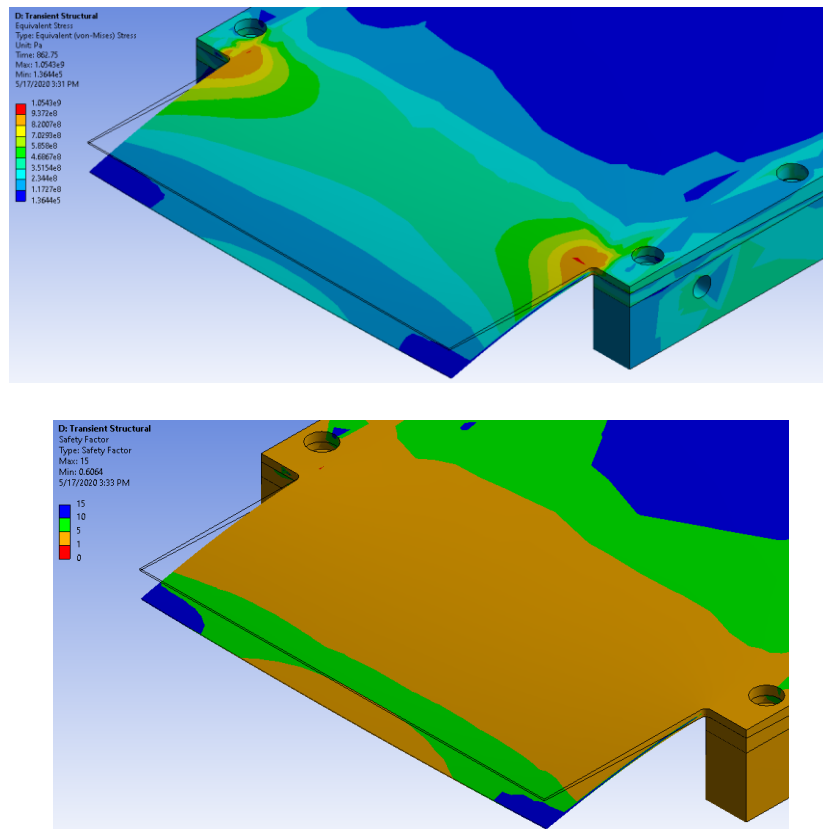 D: Transient Structural
Equivalent Stress
Type: Equivalent (von-Mises) Stress
Unit: Pa
Time: 862.75
Max: 1.0543e9
Min: 1.3644e5
5/17/2020 3:31 PM
1.0543e9
9.372e8
8.2007e8
7.0293e8
5.858e8
4.6867e8
3.5154e8
2.344e8
1.1727e8
1.3644e5
D: Transient Structural
Safety Factor
Type: Safety Factor
Max: 15
Min: 0.6064
5/17/2020 3:33 PM
15
10
5
1
0